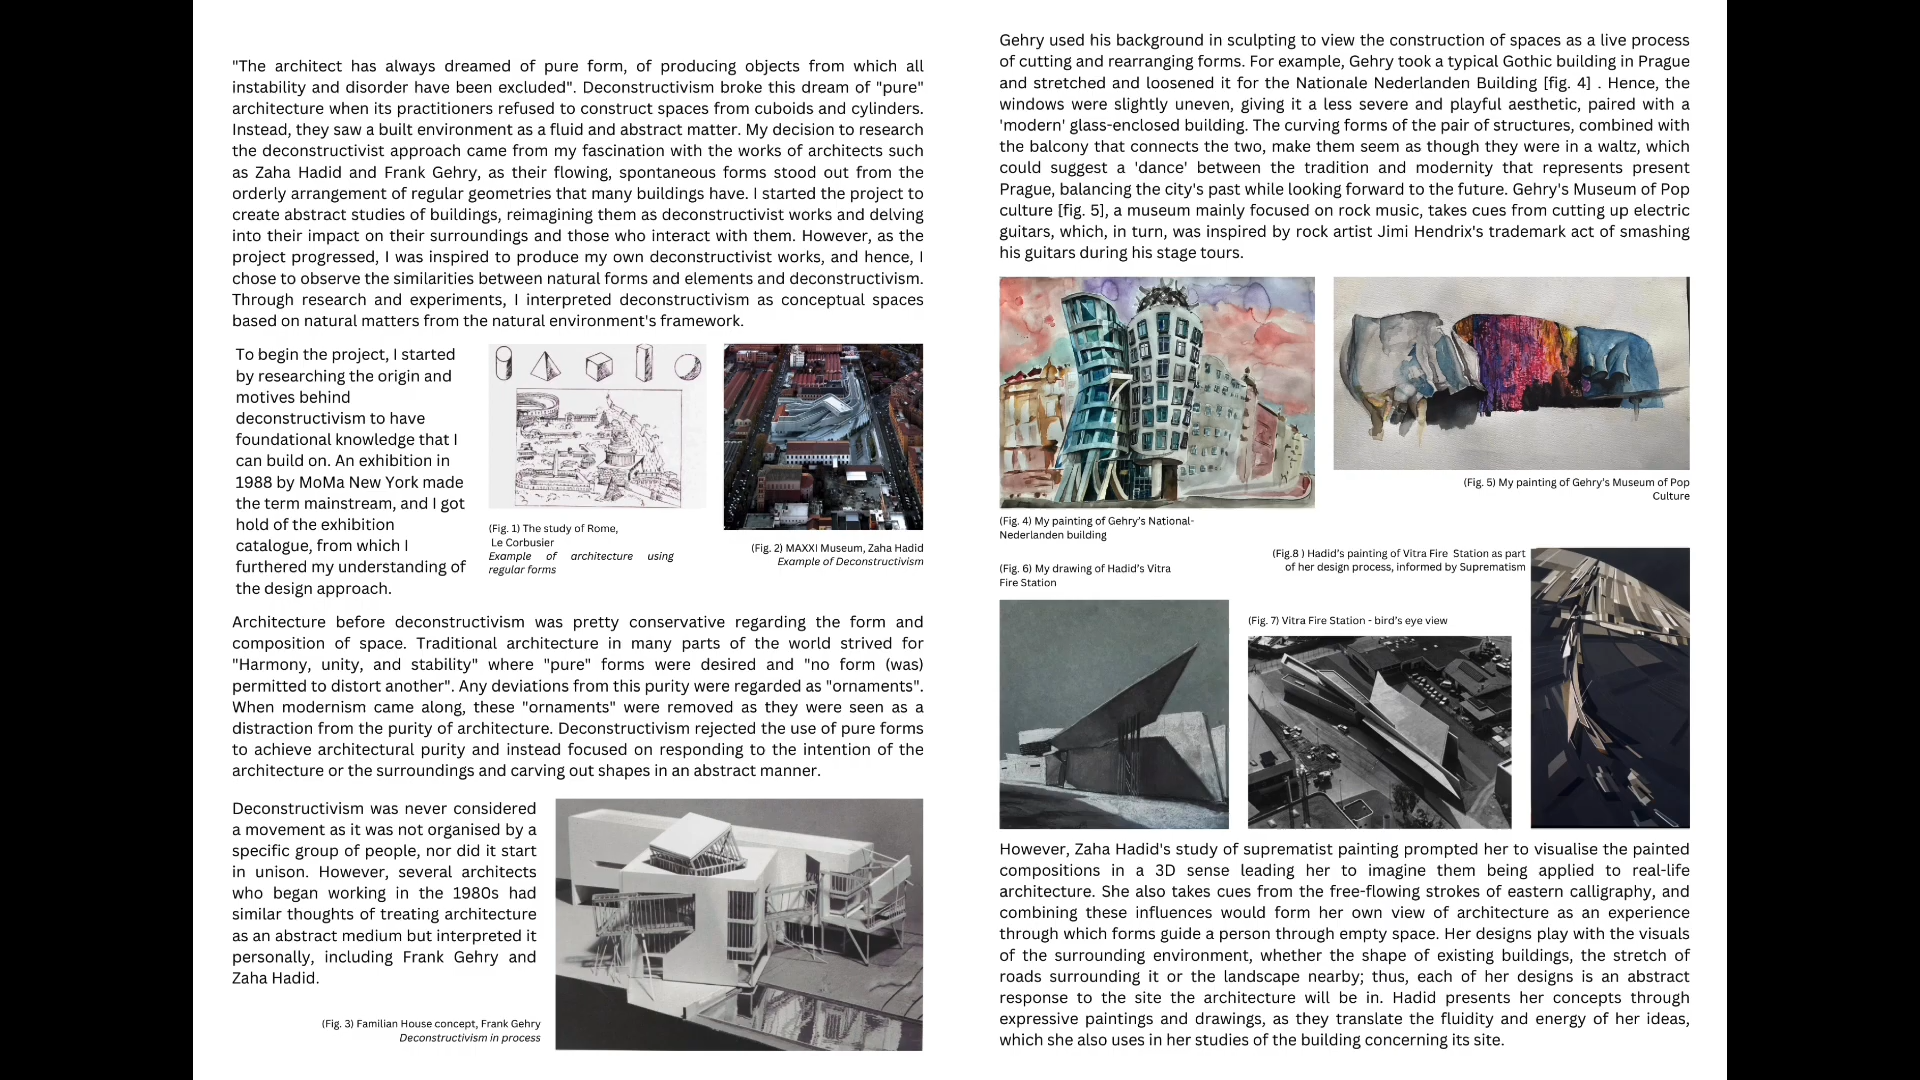 "The architect has always dreamed of pure form, of producing objects from which all
instability and disorder have been excluded". Deconstructivism broke this dream of "pure"
architecture when its practitioners refused to construct spaces from cuboids and cylinders.
Instead, they saw a built environment as a fluid and abstract matter. My decision to research
the deconstructivist approach came from my fascination with the works of architects such
as Zaha Hadid and Frank Gehry, as their flowing, spontaneous forms stood out from the
orderly arrangement of regular geometries that many buildings have. I started the project to
create abstract studies of buildings, reimagining them as deconstructivist works and delving
into their impact on their surroundings and those who interact with them. However, as the
project progressed, I was inspired to produce my own deconstructivist works, and hence, I
chose to observe the similarities between natural forms and elements and deconstructivism.
Through research and experiments, I interpreted deconstructivism as conceptual spaces
based on natural matters from the natural environment's framework.
To begin the project, I started
by researching the origin and
motives behind
deconstructivism to have
foundational knowledge that I
can build on. An exhibition in
1988 by MoMa New York made
the term mainstream, and I got
hold of the exhibition
catalogue, from which I
furthered my understanding of
the design approach.
(Fig. 1) The study of Rome,
Le Corbusier
Example of architecture using
regular forms
(Fig. 2) MAXXI Museum, Zaha Hadid
Example of Deconstructivism
Architecture before deconstructivism was pretty conservative regarding the form and
composition of space. Traditional architecture in many parts of the world strived for
"Harmony, unity, and stability" where "pure" forms were desired and "no form (was)
permitted to distort another". Any deviations from this purity were regarded as "ornaments".
When modernism came along, these "ornaments" were removed as they were seen as a
distraction from the purity of architecture. Deconstructivism rejected the use of pure forms
to achieve architectural purity and instead focused on responding to the intention of the
architecture or the surroundings and carving out shapes in an abstract manner.
Deconstructivism was never considered
a movement as it was not organised by a
specific group of people, nor did it start
in unison. However, several architects
who began working in the 1980s had
similar thoughts of treating architecture
as an abstract medium but interpreted it
personally, including Frank Gehry and
Zaha Hadid.
(Fig. 3) Familian House concept, Frank Gehry
Deconstructivism in process
Gehry used his background in sculpting to view the construction of spaces as a live process
of cutting and rearranging forms. For example, Gehry took a typical Gothic building in Prague
and stretched and loosened it for the Nationale Nederlanden Building [fig. 4] . Hence, the
windows were slightly uneven, giving it a less severe and playful aesthetic, paired with a
'modern' glass-enclosed building. The curving forms of the pair of structures, combined with
the balcony that connects the two, make them seem as though they were in a waltz, which
could suggest a 'dance' between the tradition and modernity that represents present
Prague, balancing the city's past while looking forward to the future. Gehry's Museum of Pop
culture [fig. 5], a museum mainly focused on rock music, takes cues from cutting up electric
guitars, which, in turn, was inspired by rock artist Jimi Hendrix's trademark act of smashing
his guitars during his stage tours.
(Fig. 4) My painting of Gehry's National-
Nederlanden building
(Fig. 5) My painting of Gehry's Museum of Pop
Culture
(Fig. 6) My drawing of Hadid's Vitra
Fire Station
(Fig. 7) Vitra Fire Station - bird's eye view
(Fig.8 ) Hadid's painting of Vitra Fire Station as part
of her design process, informed by Suprematism
However, Zaha Hadid's study of suprematist painting prompted her to visualise the painted
compositions in a 3D sense leading her to imagine them being applied to real-life
architecture. She also takes cues from the free-flowing strokes of eastern calligraphy, and
combining these influences would form her own view of architecture as an experience
through which forms guide a person through empty space. Her designs play with the visuals
of the surrounding environment, whether the shape of existing buildings, the stretch of
roads surrounding it or the landscape nearby; thus, each of her designs is an abstract
response to the site the architecture will be in. Hadid presents her concepts through
expressive paintings and drawings, as they translate the fluidity and energy of her ideas,
which she also uses in her studies of the building concerning its site.